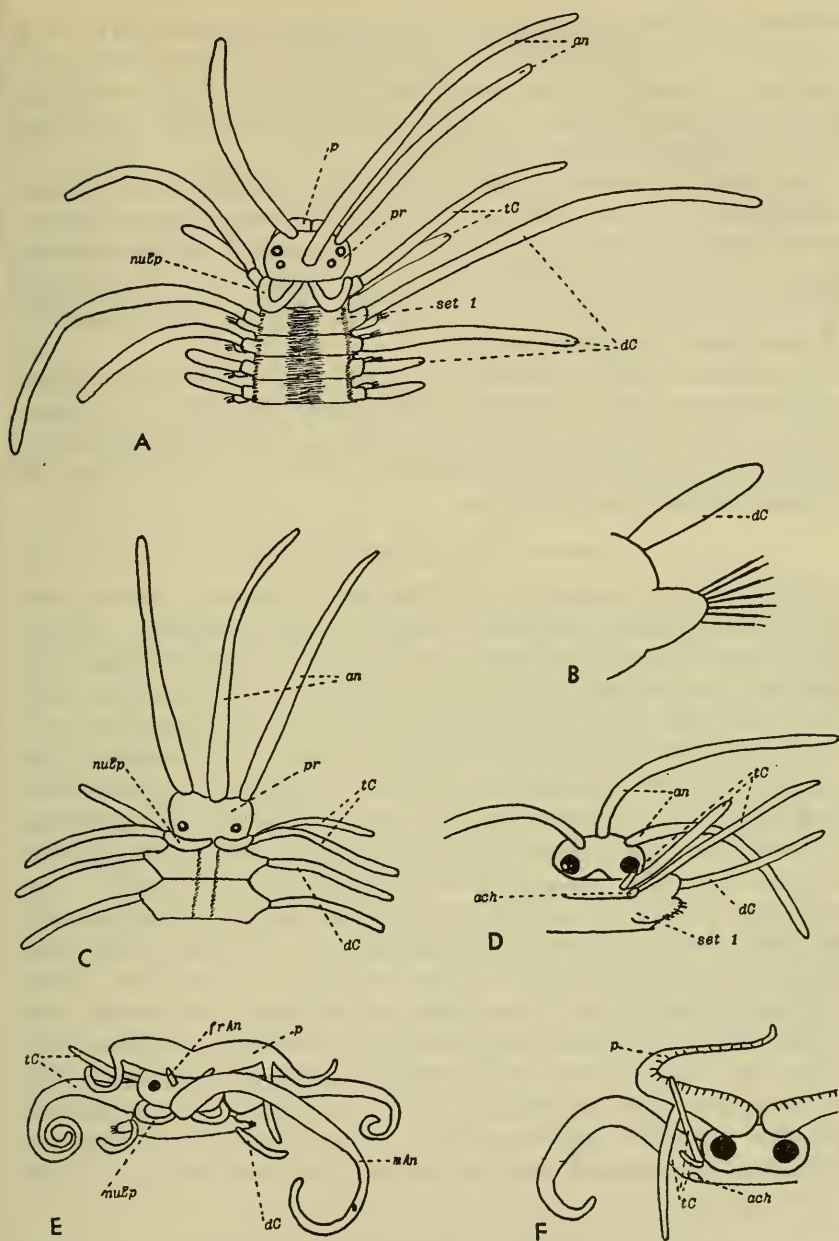 an
p
tC
pr
nuEp
set 1
dC
A
dC
B
an
nuEp
pr
tC
dC
C
an
tC
ach
dC
set 1
D
frAn
p
tC
mAn
nuEp
dC
E
p
tC
ach
F